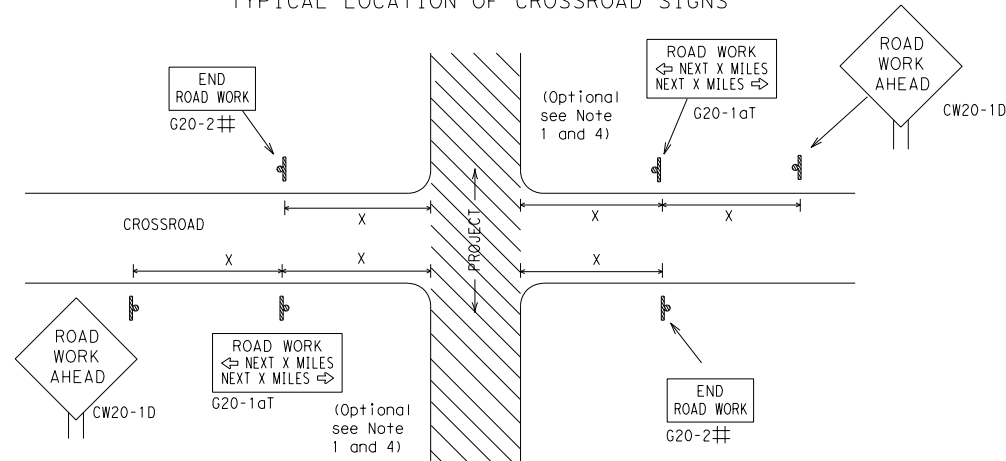 TYPICAL LOCATION OF CROSSROAD SIGNS
END
ROAD WORK
G20-2#
(Optional
see Note
1 and 4)
ROAD WORK
⇦ NEXT X MILES
NEXT X MILES ⇨
G20-1aT
ROAD
WORK
AHEAD
CW20-1D
CROSSROAD
X
X
X
PROJECT
X
X
X
ROAD
WORK
AHEAD
CW20-1D
ROAD WORK
⇦ NEXT X MILES
NEXT X MILES ⇨
G20-1aT
(Optional
see Note
1 and 4)
END
ROAD WORK
G20-2#